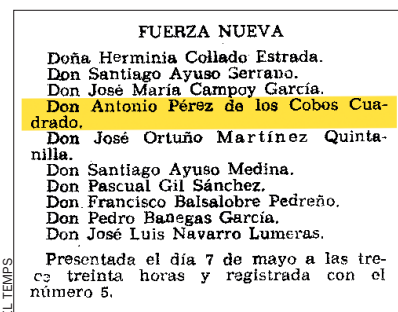 FUERZA NUEVA
Doña Herminia Collado Estrada.
Don Santiago Ayuso Serrano.
Don José María Campoy García.
Don Antonio Pérez de los Cobos Cua-
drado.
Don José Ortuño Martínez Quinta-
nilla.
Don Santiago Ayuso Medina.
Don Pascual Gil Sánchez.
Don Francisco Balsalobre Pedreño.
Don Pedro Banegas García.
Don José Luis Navarro Lumeras.
Presentada el día 7 de mayo a las tre-
ce treinta horas y registrada con el
número 5.
EL TEMPS